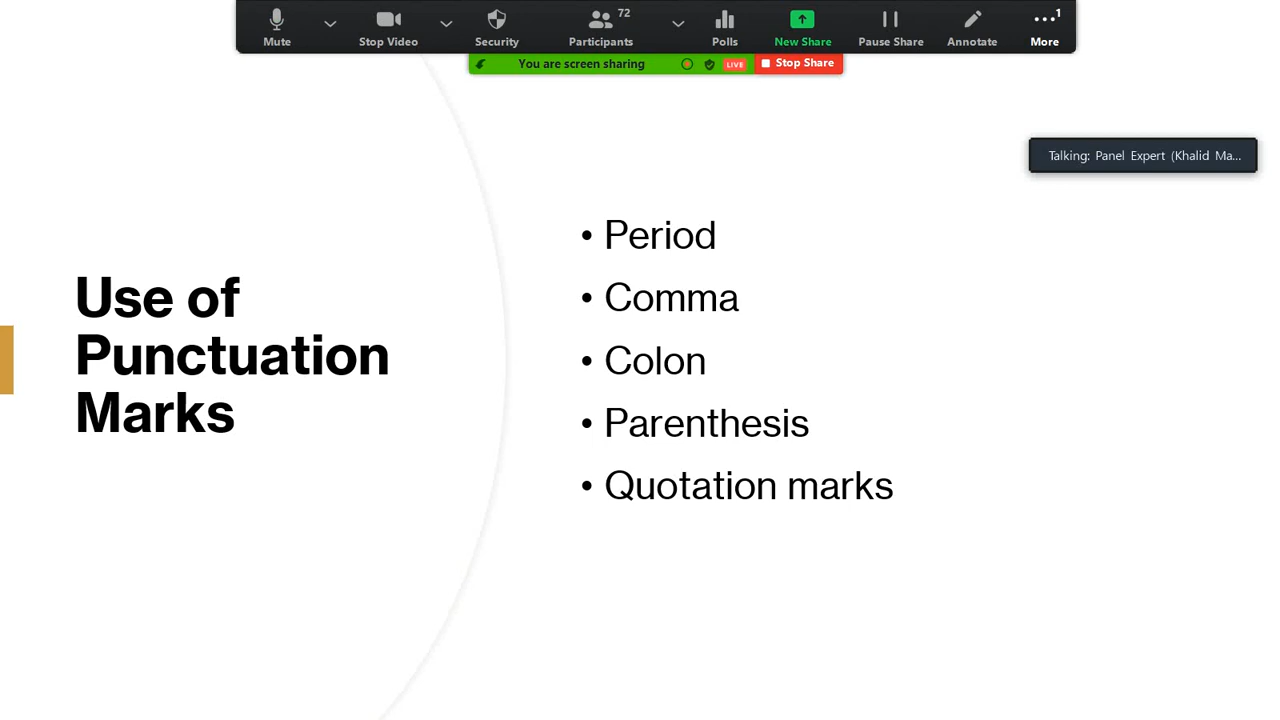 Mute
Stop Video
Security
Participants
72
Polls
New Share
Pause Share
Annotate
More
1
You are screen sharing
LIVE
Stop Share
Talking: Panel Expert (Khalid Ma...
Use of
Punctuation
Marks
• Period
• Comma
• Colon
• Parenthesis
• Quotation marks